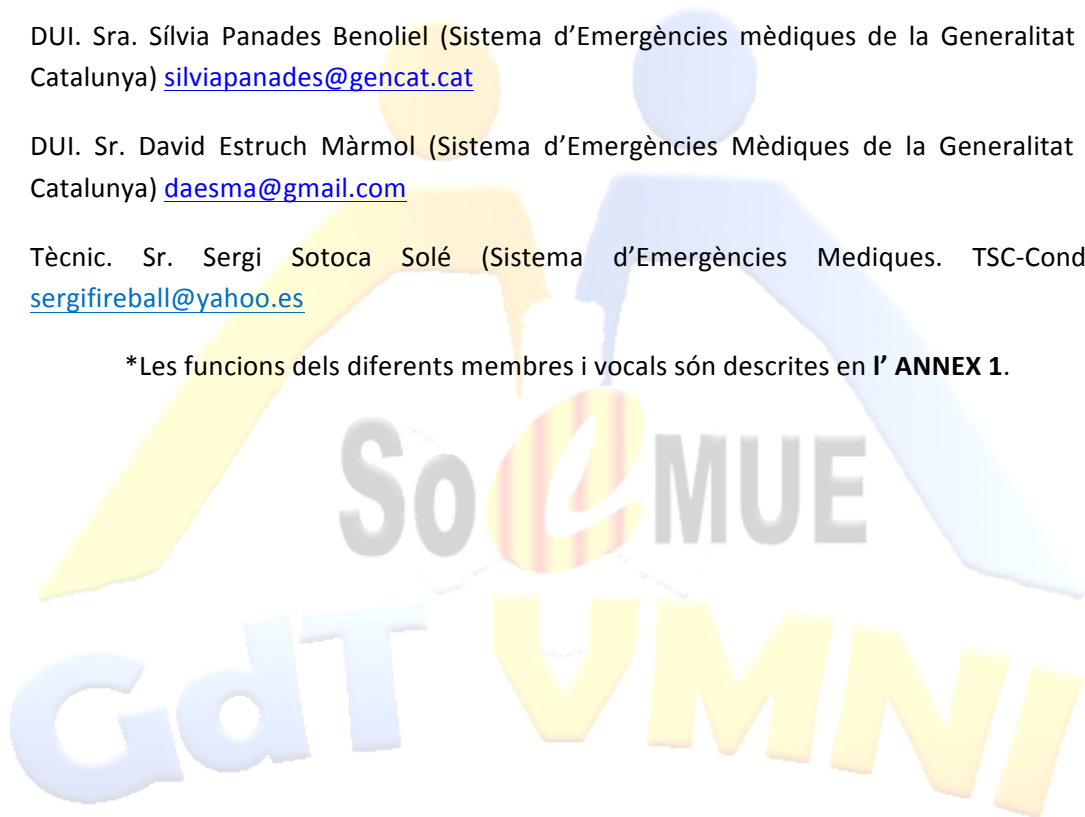 DUI. Sra. Sílvia Panades Benoliel (Sistema d’Emergències mèdiques de la Generitat
Catalunya) silviapanades@gencat.cat
DUI. Sr. David Estruch Màrmol (Sistema d’Emergències Mèdiques de la Generalitat
Catalunya) daesma@gmail.com
Tècnic. Sr. Sergi Sotoca Solé (Sistema d’Emergències Mediques. TSC-Cond
sergifireball@yahoo.es
*Les funcions dels diferents membres i vocals són descrites en l’ ANNEX 1.
SoCMUE
GdT VMNI